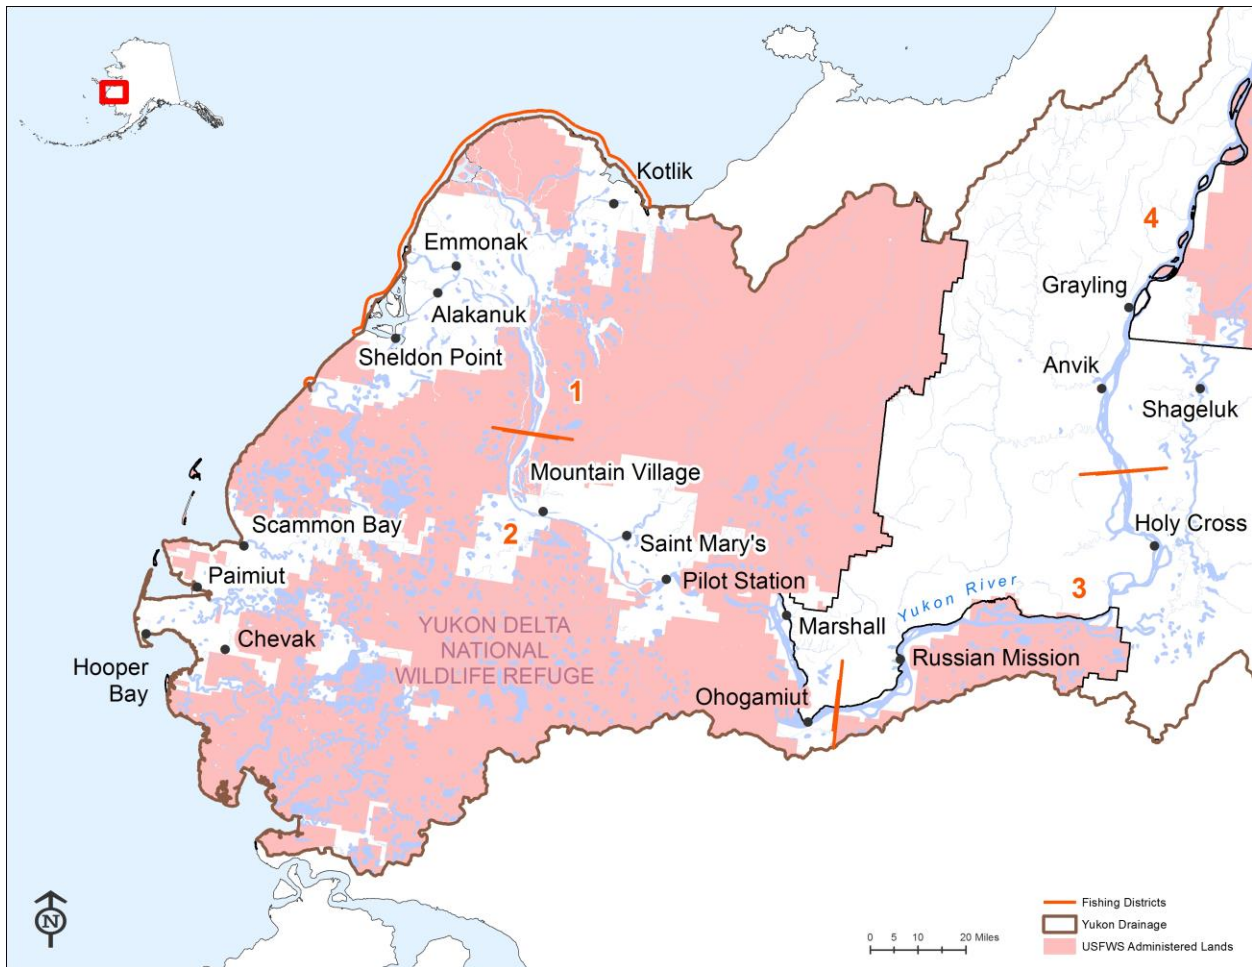 Kotlik
4
Emmonak
Grayling
Alakanuk
Sheldon Point
Anvik
1
Shageluk
Mountain Village
Scammon Bay
2
Saint Mary's
Holy Cross
Paimiut
Pilot Station
Yukon River
3
Marshall
Chevak
YUKON DELTA
NATIONAL
WILDLIFE REFUGE
Hooper
Bay
Russian Mission
Ohogamiut
N
Fishing Districts
Yukon Drainage
USFWS Administered Lands
0 5 10 20 Miles